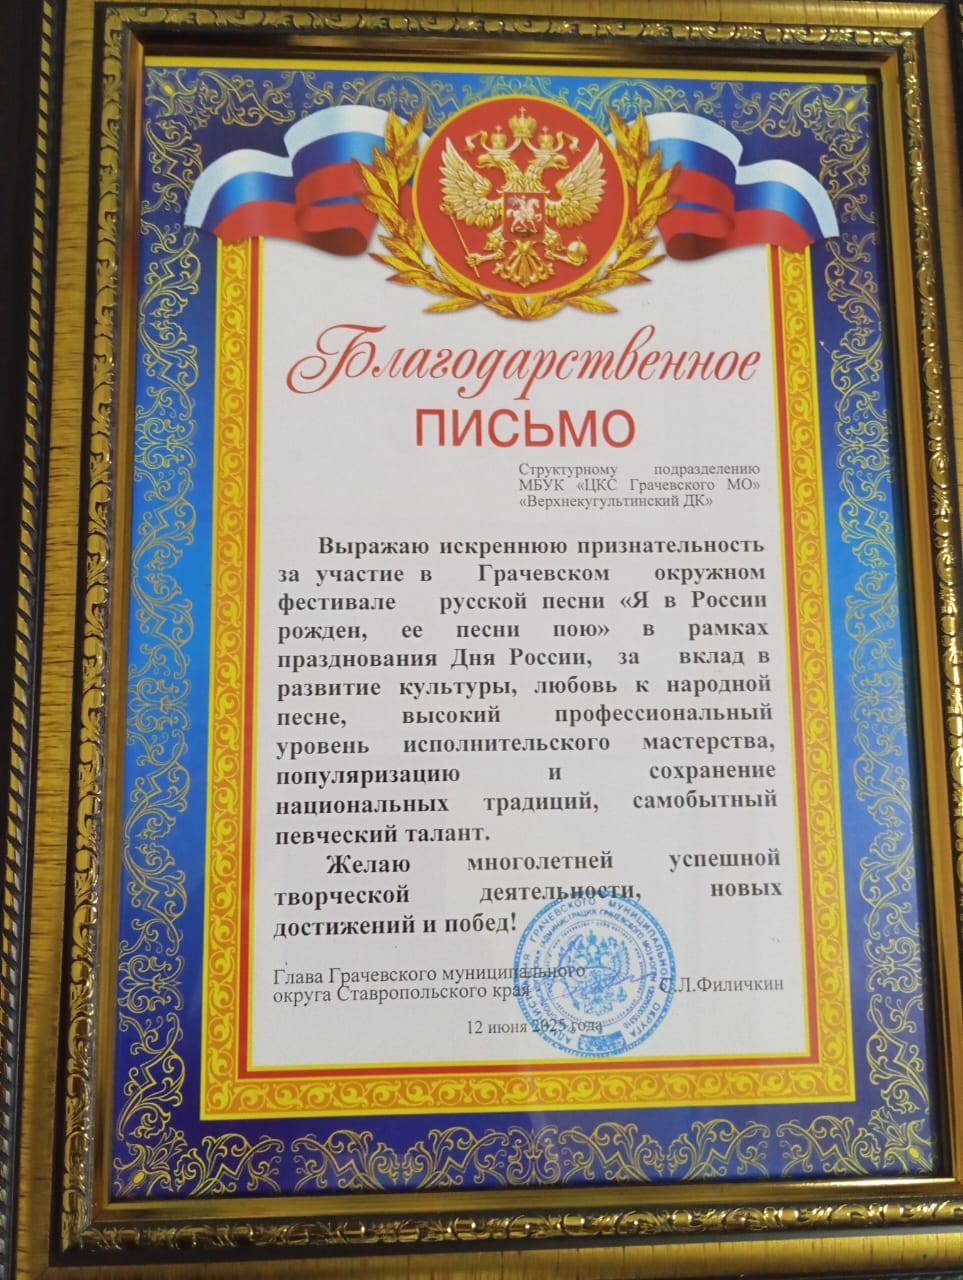 Благодарственное
ПИСЬМО
Структурному подразделению
МБУК «ЦКС Грачевского МО»
«Верхнекугультинский ДК»
Выражаю искреннюю признательность
за участие в Грачевском окружном
фестивале русской песни «Я в России
рожден, ее песни пою» в рамках
празднования Дня России, за вклад в
развитие культуры, любовь к народной
песне, высокий профессиональный
уровень исполнительского мастерства,
популяризацию и сохранение
национальных традиций, самобытный
певческий талант.
Желаю многолетней успешной
творческой деятельности, новых
достижений и побед!
Глава Грачевского муниципального
округа Ставропольского края
Л.Филичкин
12 июня 2025 года
ГРАЧЕВСКОГО МУНИЦИПАЛЬНОГО ОКРУГА